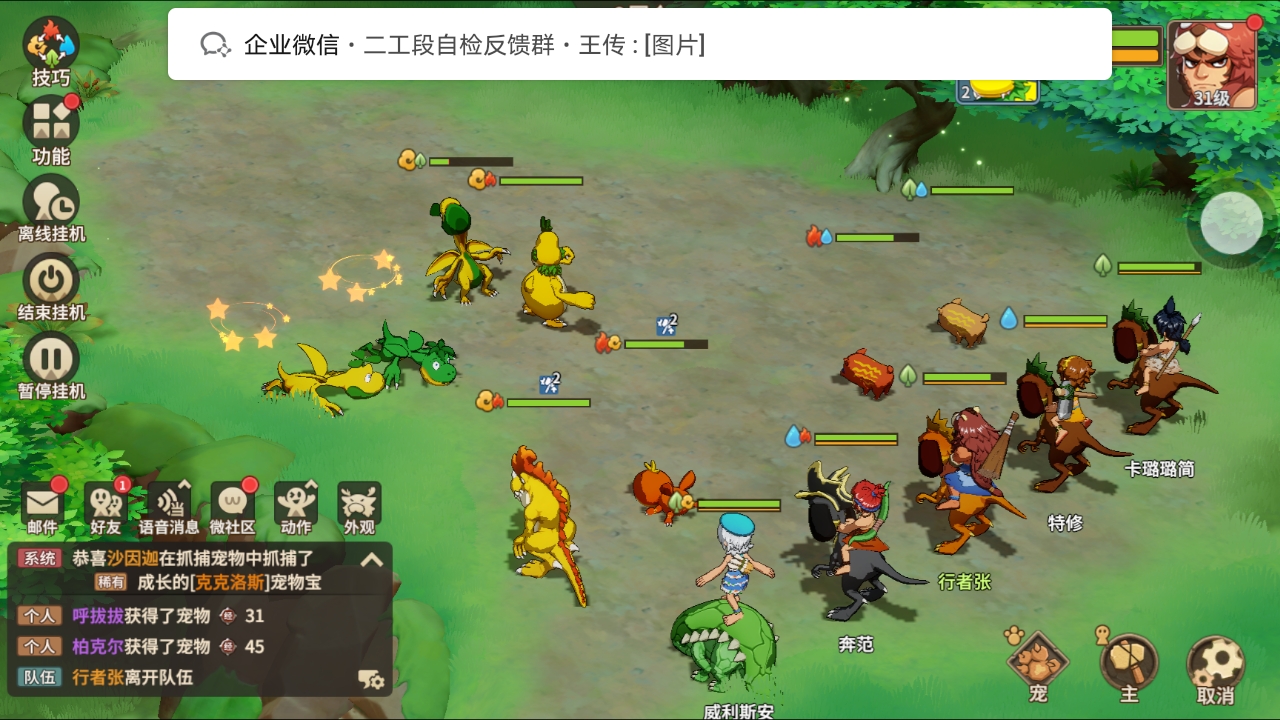 企业微信·二工段自检反馈群·王传:[图片]
技巧
31级
2
功能
离线挂机
结束挂机
2
2
暂停挂机
卡璐璐简
1
邮件
好友
语音消息
微社区
动作
外观
特修
系统 恭喜沙因迦在抓捕宠物中抓捕了
稀有 成长的[克克洛斯]宠物宝
行者张
个人 呼拔拔获得了宠物 经 31
个人 柏克尔获得了宠物 经 45
奔范
队伍 行者张离开队伍
宠
主
取消
威利斯安